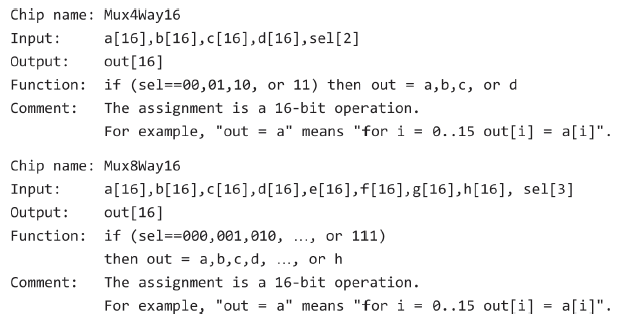 Chip name: Mux4Way16
Input: a[16],b[16],c[16],d[16],sel[2]
Output: out[16]
Function: if (sel==00,01,10, or 11) then out = a,b,c, or d
Comment: The assignment is a 16-bit operation.
For example, "out = a" means "for i = 0..15 out[i] = a[i]".
Chip name: Mux8Way16
Input: a[16],b[16],c[16],d[16],e[16],f[16],g[16],h[16], sel[3]
Output: out[16]
Function: if (sel==000,001,010, …, or 111)
then out = a,b,c,d, …, or h
Comment: The assignment is a 16-bit operation.
For example, "out = a" means "for i = 0..15 out[i] = a[i]".